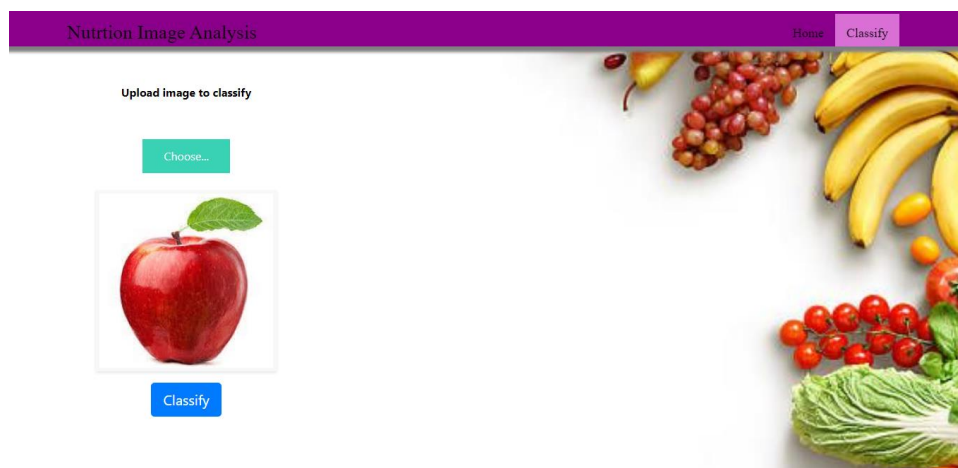 Nutrtion Image Analysis
Home
Classify
Upload image to classify
Choose...
Classify